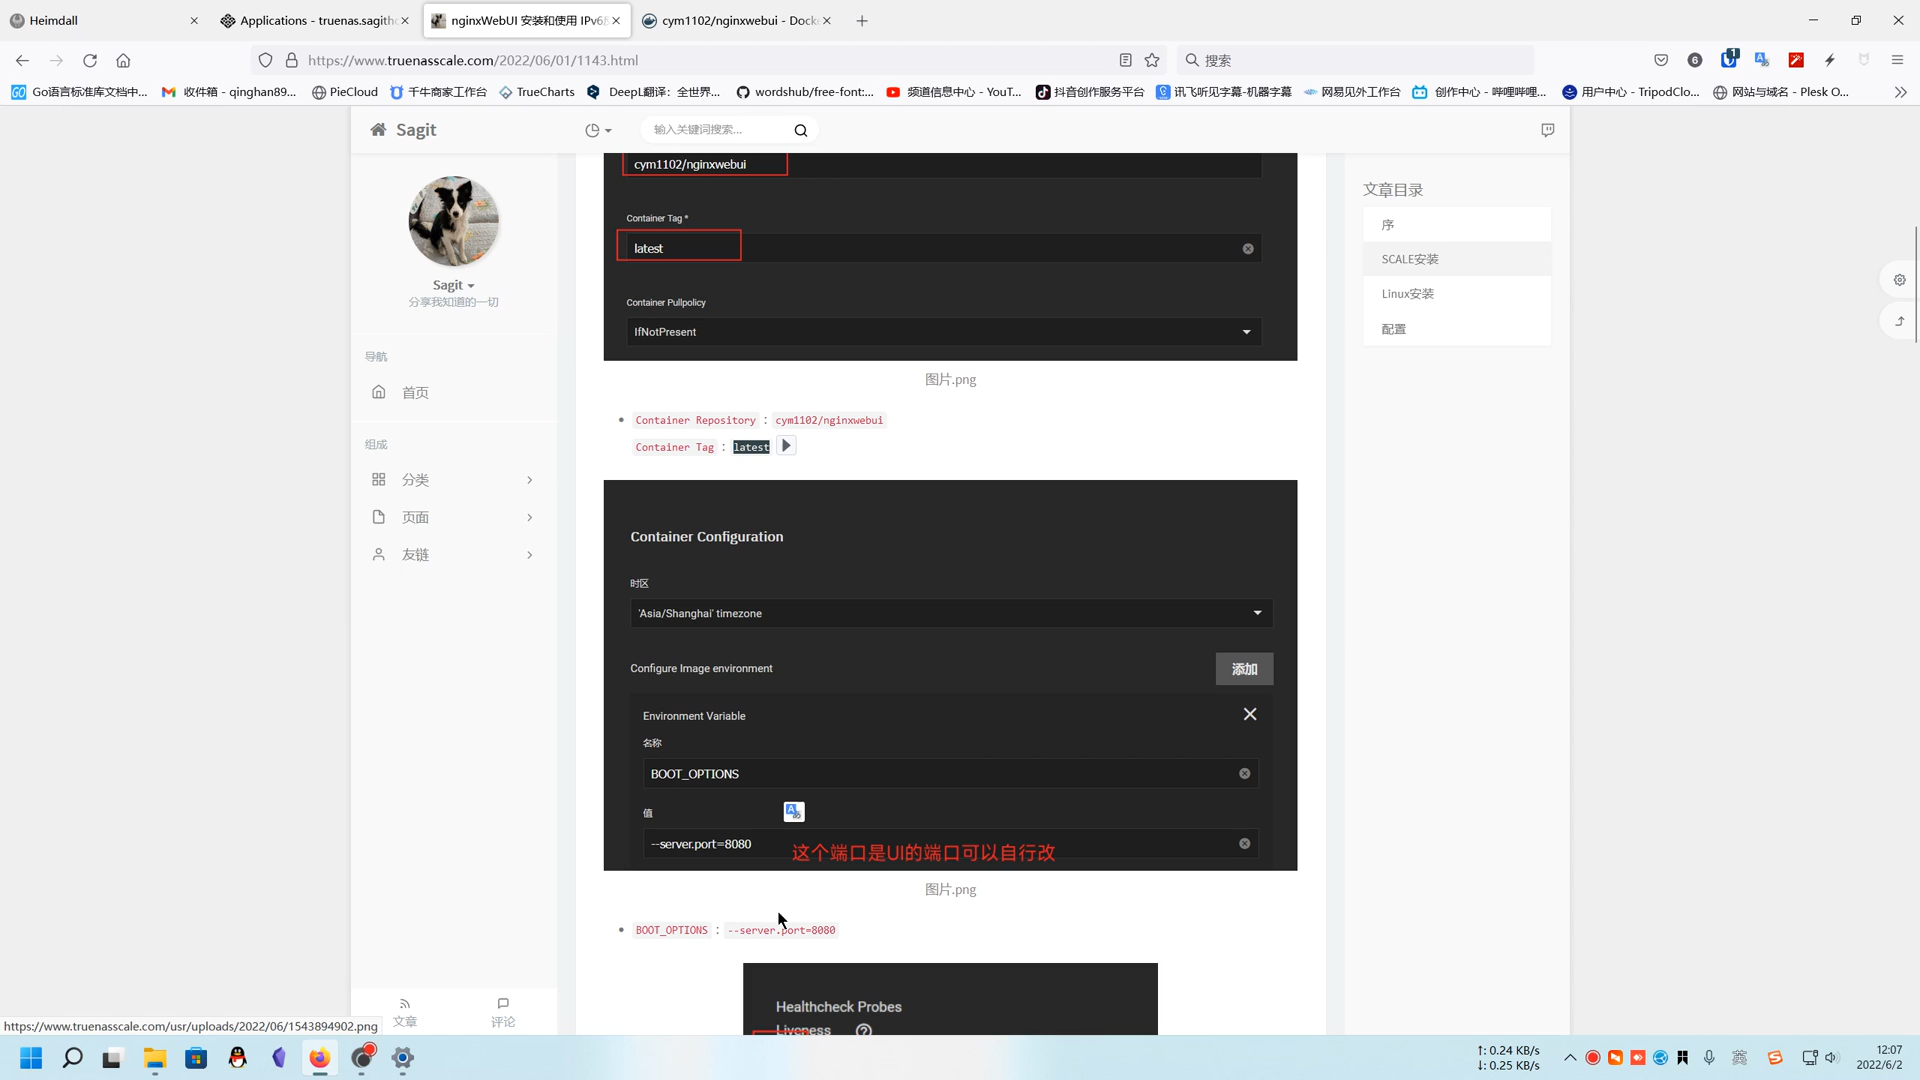 Heimdall
Applications - truenas.sagith
nginxWebUI 安装和使用 IPv6
cym1102/nginxwebui - Dock
https://www.truenasscale.com/2022/06/01/1143.html
搜索
6
1
Go语言标准库文档中...
收件箱 - qinghan89...
PieCloud
千牛商家工作台
TrueCharts
DeepL翻译：全世界...
wordshub/free-font:...
频道信息中心 - YouT...
抖音创作服务平台
讯飞听见字幕-机器字幕
网易见外工作台
创作中心 - 哔哩哔哩...
用户中心 - TripodClo...
网站与域名 - Plesk O...
Sagit
输入关键词搜索...
Sagit
分享我知道的一切
导航
首页
组成
分类
页面
友链
文章
评论
cym1102/nginxwebui
Container Tag *
latest
Container Pullpolicy
IfNotPresent
图片.png
Container Repository : cym1102/nginxwebui
Container Tag : latest
Container Configuration
时区
'Asia/Shanghai' timezone
Configure Image environment
添加
Environment Variable
名称
BOOT_OPTIONS
值
--server.port=8080
这个端口是UI的端口可以自行改
图片.png
BOOT_OPTIONS : --server.port=8080
Healthcheck Probes
Liveness
文章目录
序
SCALE安装
Linux安装
配置
https://www.truenasscale.com/usr/uploads/2022/06/1543894902.png
↑: 0.24 KB/s
↓: 0.25 KB/s
英
12:07
2022/6/2